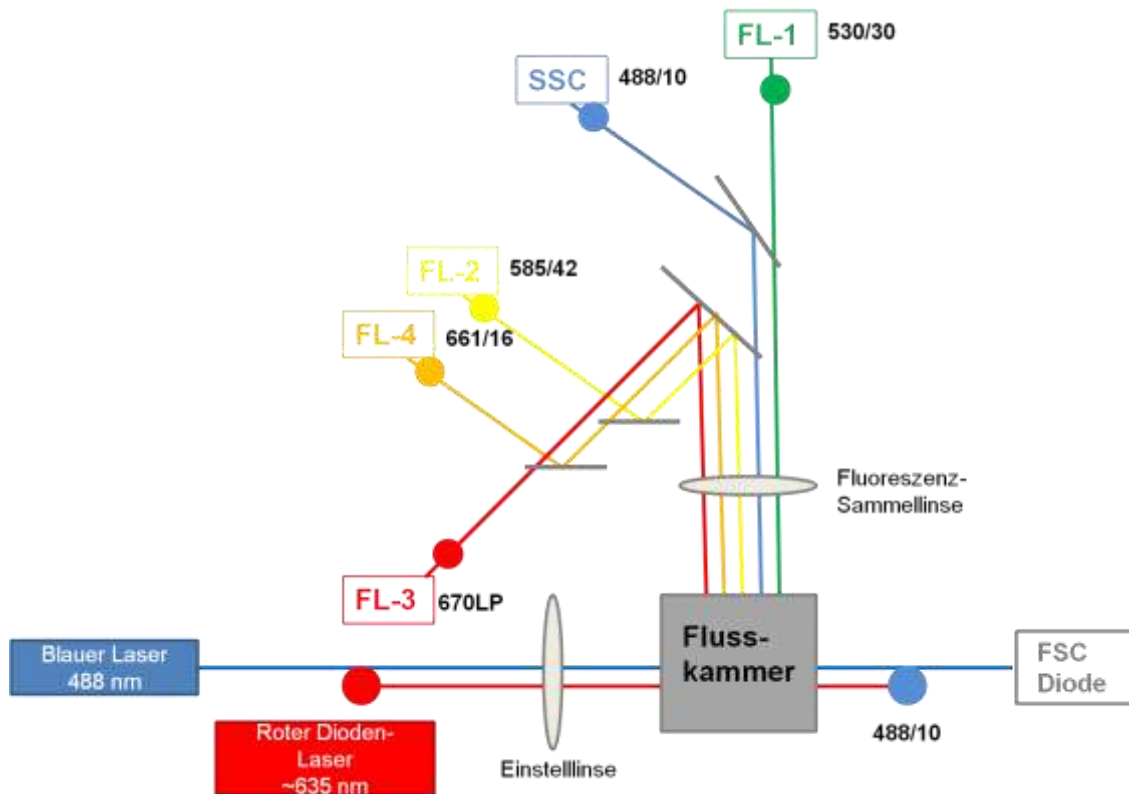 FL-1
530/30
SSC
488/10
FL-2
585/42
FL-4
661/16
Fluoreszenz-
Sammellinse
FL-3
670LP
Fluss-
kammer
Blauer Laser
488 nm
FSC
Diode
Roter Dioden-
Laser
~635 nm
488/10
Einstelllinse